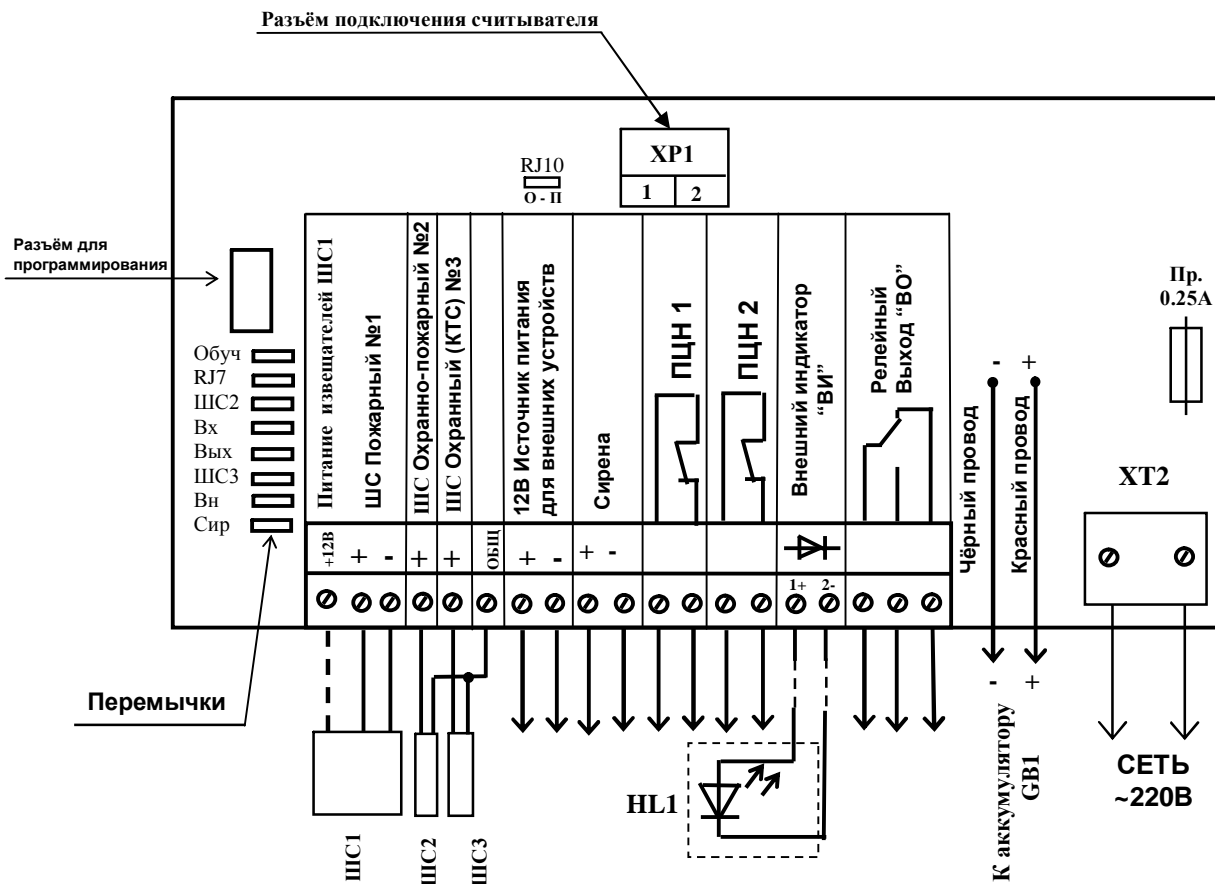 Разъём подключения считывателя
XP1
1 2
RJ10
О - П
Разъём для
программирования
Обуч
RJ7
ШС2
Вх
Вых
ШС3
Вн
Сир
Перемычки
Питание извещателей ШС1
ШС Пожарный №1
ШС Охранно-пожарный №2
ШС Охранный (КТС) №3
12В Источник питания
для внешних устройств
Сирена
ПЦН 1
ПЦН 2
Внешний индикатор
“ВИ”
Релейный
Выход “ВО”
Чёрный провод
Красный провод
- +
Пр.
0.25А
XT2
+12В + - + + ОБЩ + - + -
1+ 2-
- +
ШС1
ШС2
ШС3
HL1
К аккумулятору
GB1
СЕТЬ
~220В